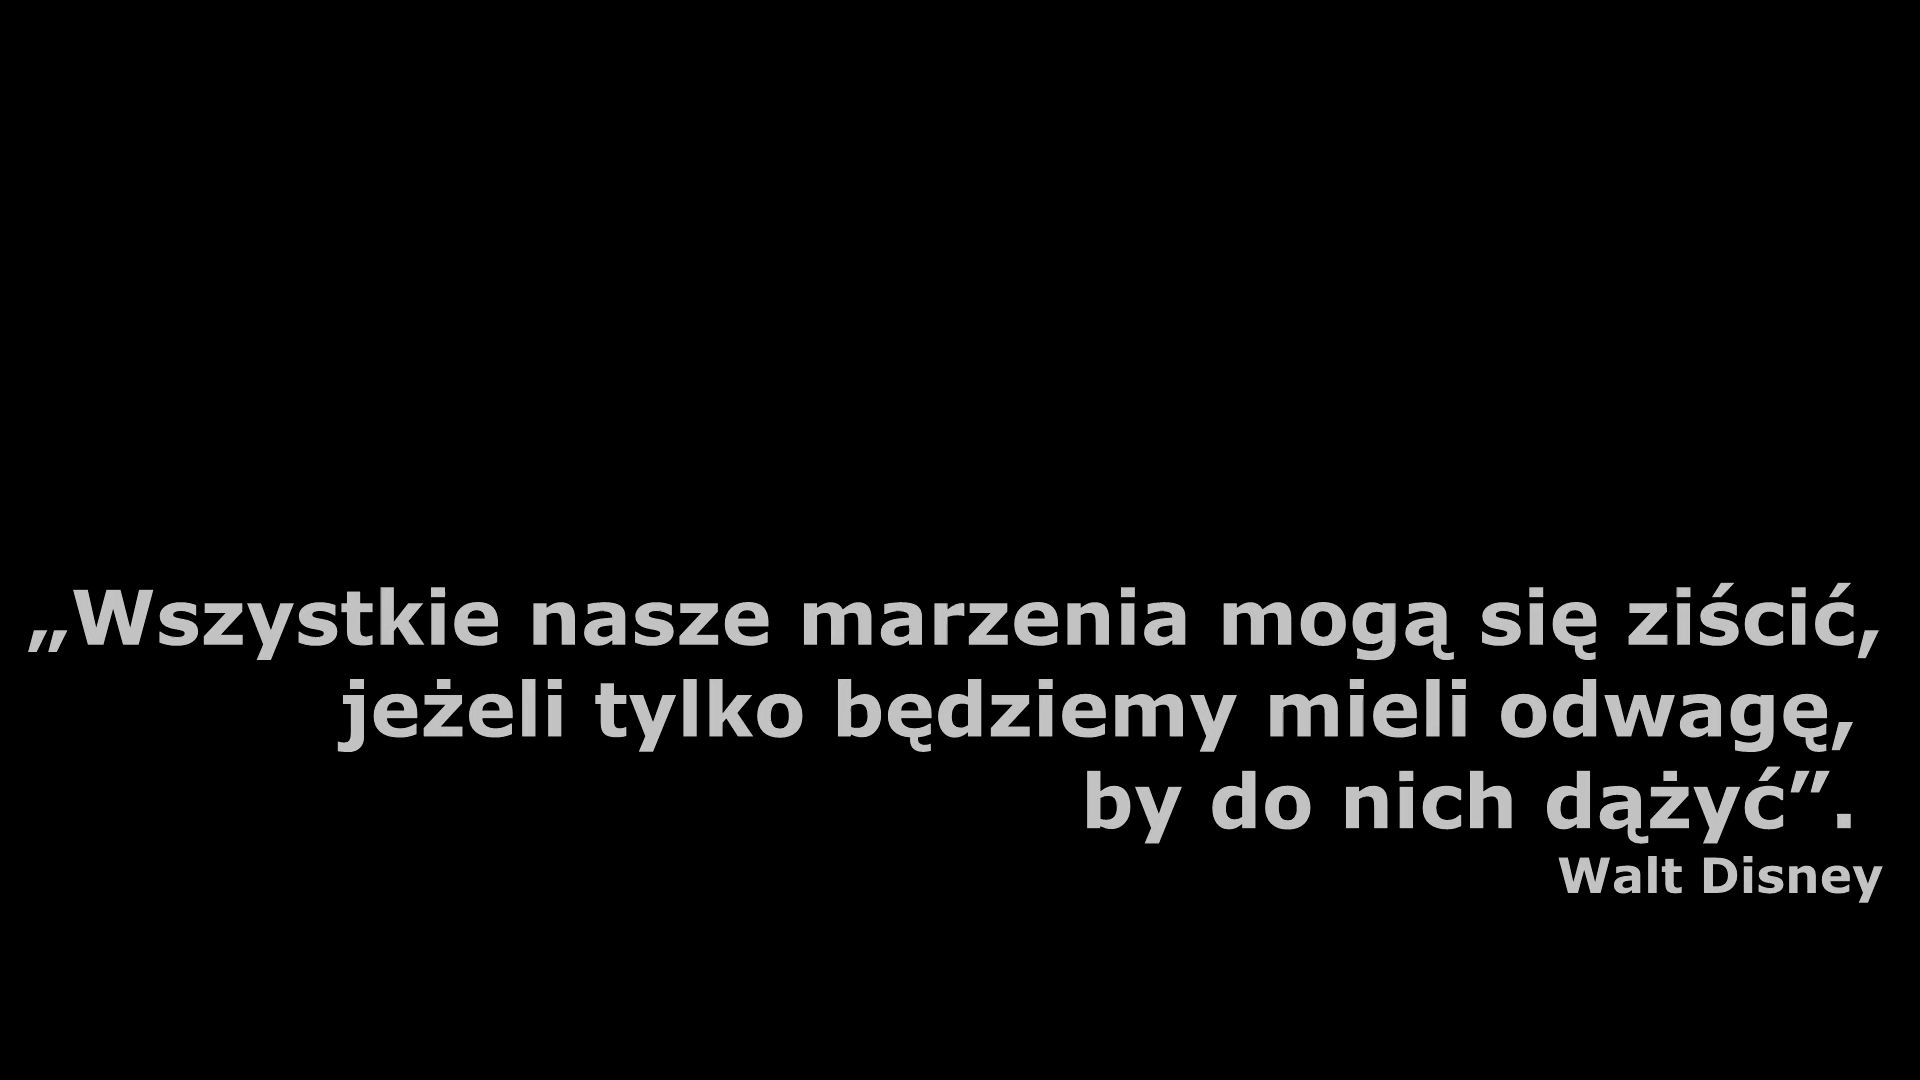 „Wszystkie nasze marzenia mogą się ziścić,
jeżeli tylko będziemy mieli odwagę,
by do nich dążyć”.
Walt Disney